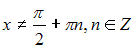 x ≠ π/2 + πn, n ∈ Z